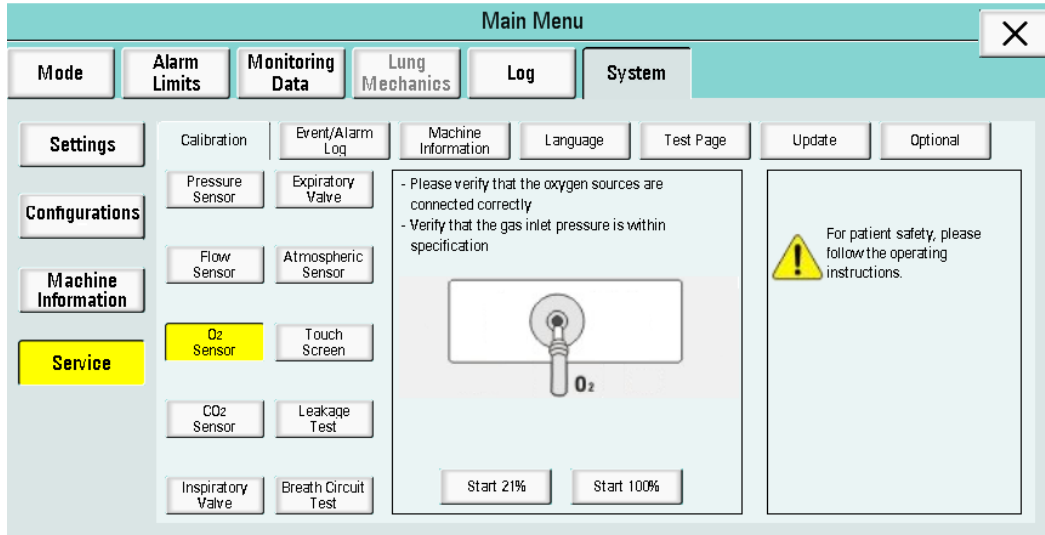 Main Menu
Mode
Alarm
Limits
Monitoring
Data
Lung
Mechanics
Log
System
Settings
Configurations
Machine
Information
Service
Calibration
Event/Alarm
Log
Machine
Information
Language
Test Page
Update
Optional
Pressure
Sensor
Expiratory
Valve
Flow
Sensor
Atmospheric
Sensor
O₂
Sensor
Touch
Screen
CO₂
Sensor
Leakage
Test
Inspiratory
Valve
Breath Circuit
Test
- Please verify that the oxygen sources are
connected correctly
- Verify that the gas inlet pressure is within
specification
O₂
Start 21%
Start 100%
For patient safety, please
follow the operating
instructions.